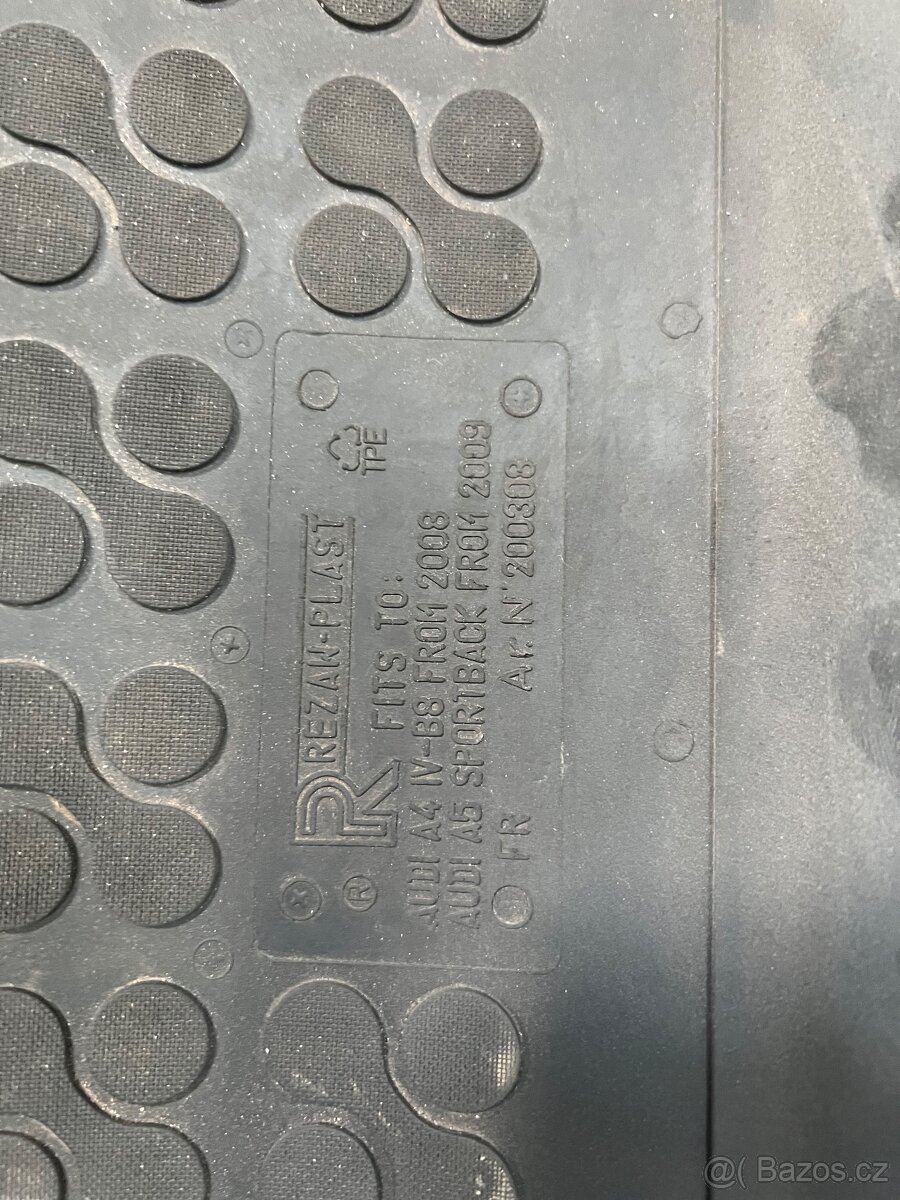 TPE
REZAW-PLAST
R
FITS TO:
AUDI A4 IV-B8 FROM 2008
AUDI A5 SPORTBACK FROM 2009
FR Ar. N° 200308
®
@( Bazos.cz